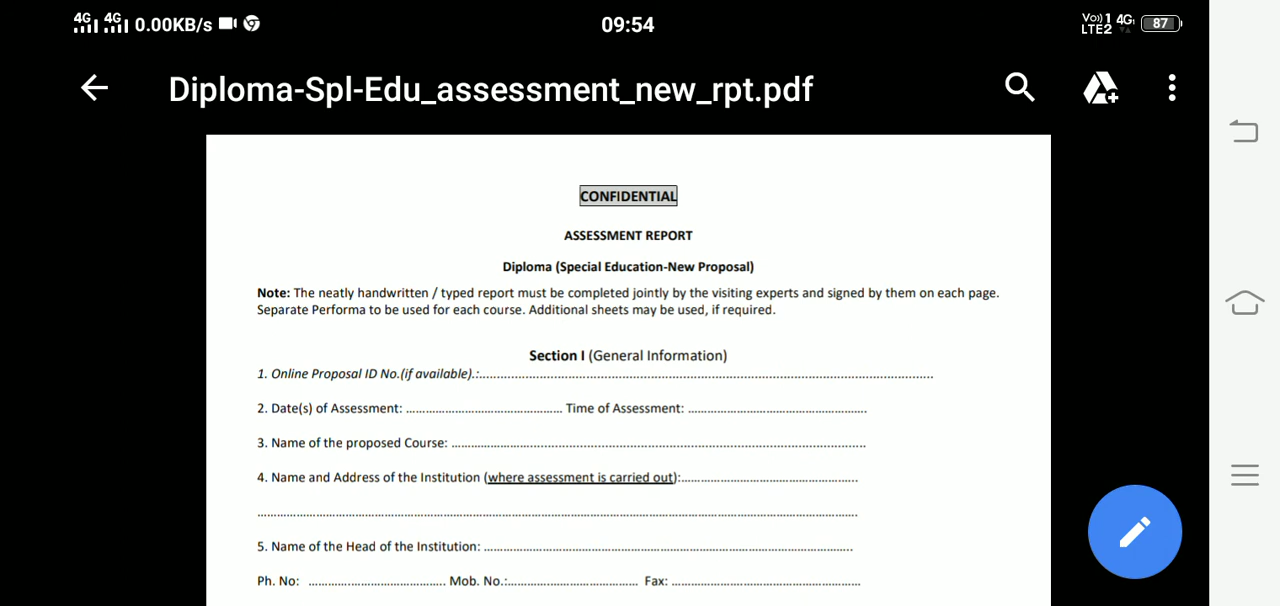 4G 4G 0.00KB/s 09:54 Vo) 1 4G 87
LTE2
Diploma-Spl-Edu_assessment_new_rpt.pdf
CONFIDENTIAL
ASSESSMENT REPORT
Diploma (Special Education-New Proposal)
Note: The neatly handwritten / typed report must be completed jointly by the visiting experts and signed by them on each page.
Separate Performa to be used for each course. Additional sheets may be used, if required.
Section I (General Information)
1. Online Proposal ID No.(if available).:..............................................................................................................................
2. Date(s) of Assessment: ................................................ Time of Assessment: ......................................................
3. Name of the proposed Course: ..............................................................................................................................
4. Name and Address of the Institution (where assessment is carried out):......................................................
....................................................................................................................................................................................
5. Name of the Head of the Institution: ................................................................................................................
Ph. No: .......................................... Mob. No.:....................................... Fax: .........................................................